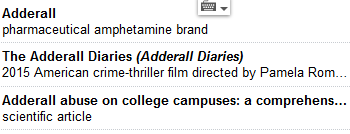 Adderall
pharmaceutical amphetamine brand
The Adderall Diaries (Adderall Diaries)
2015 American crime-thriller film directed by Pamela Rom...
Adderall abuse on college campuses: a comprehens...
scientific article